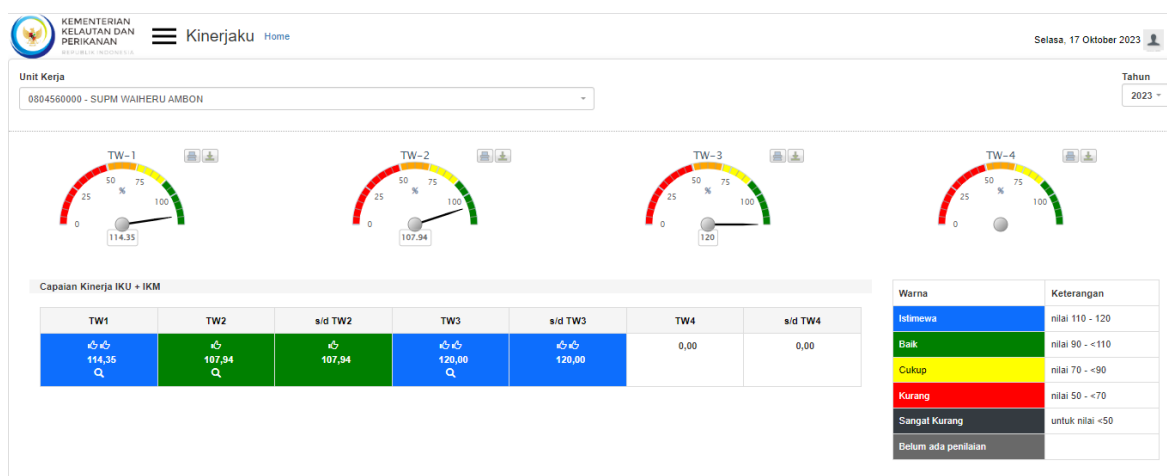 KEMENTERIAN
KELAUTAN DAN
PERIKANAN
REPUBLIK INDONESIA
Kinerjaku Home
Selasa, 17 Oktober 2023
Unit Kerja
Tahun
0804560000 - SUPM WAIHERU AMBON
2023
TW-1
0 25 50 75 100
%
114.35
TW-2
0 25 50 75 100
%
107.94
TW-3
0 25 50 75 100
%
120
TW-4
0 25 50 75 100
%
Capaian Kinerja IKU + IKM
TW1 TW2 s/d TW2 TW3 s/d TW3 TW4 s/d TW4
114,35 107,94 107,94 120,00 120,00 0,00 0,00
Warna Keterangan
Istimewa nilai 110 - 120
Baik nilai 90 - <110
Cukup nilai 70 - <90
Kurang nilai 50 - <70
Sangat Kurang untuk nilai <50
Belum ada penilaian